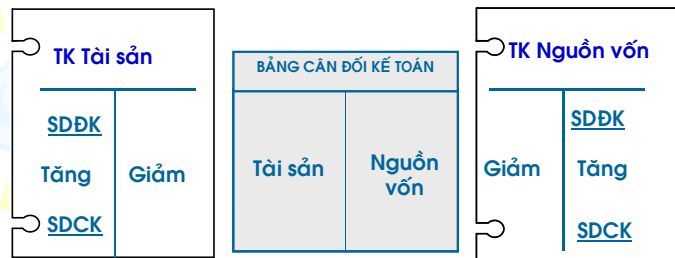 TK Tài sản
SDĐK
Tăng
Giảm
SDCK
BẢNG CÂN ĐỐI KẾ TOÁN
Tài sản
Nguồn
vốn
TK Nguồn vốn
SDĐK
Giảm
Tăng
SDCK